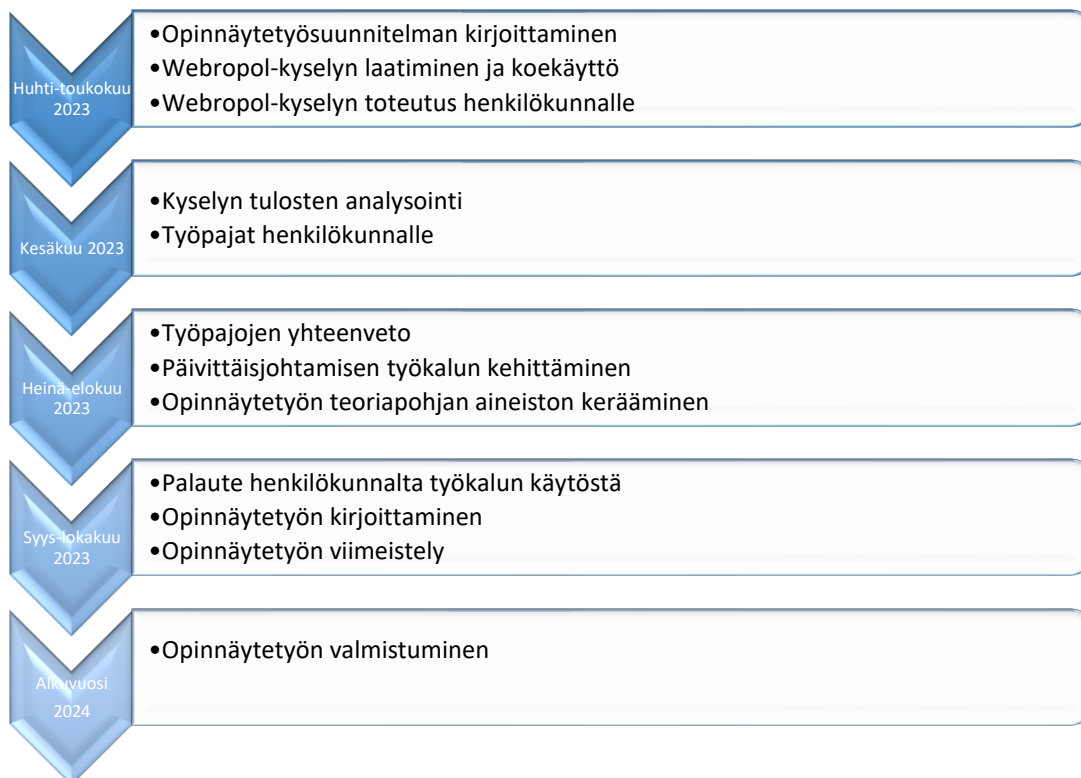 Huhti-toukokuu
2023
•Opinnäytetyösuunnitelman kirjoittaminen
•Webropol-kyselyn laatiminen ja koekäyttö
•Webropol-kyselyn toteutus henkilökunnalle
Kesäkuu 2023
•Kyselyn tulosten analysointi
•Työpajat henkilökunnalle
Heinä-elokuu
2023
•Työpajojen yhteenveto
•Päivittäisjohtamisen työkalun kehittäminen
•Opinnäytetyön teoriapohjan aineiston kerääminen
Syys-lokakuu
2023
•Palaute henkilökunnalta työkalun käytöstä
•Opinnäytetyön kirjoittaminen
•Opinnäytetyön viimeistely
Alkuvuosi
2024
•Opinnäytetyön valmistuminen